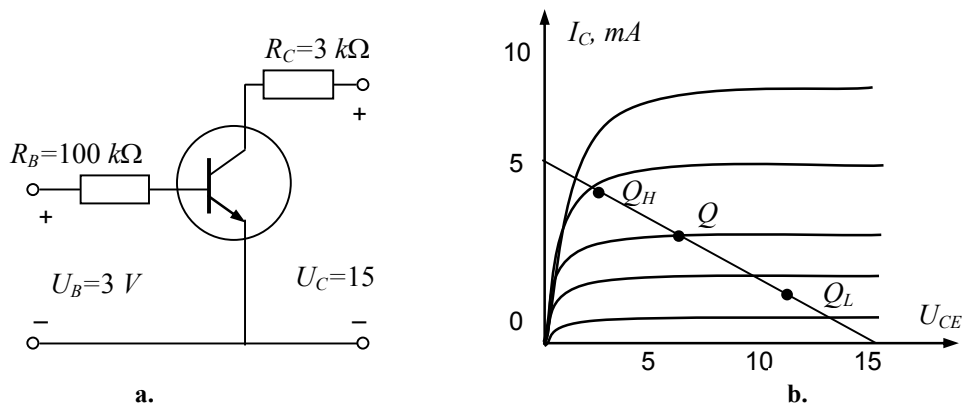 R_C=3 kΩ
+
R_B=100 kΩ
+
U_B=3 V
U_C=15
–
–
a.
I_C, mA
10
5
0
Q_H
Q
Q_L
U_CE
5
10
15
b.